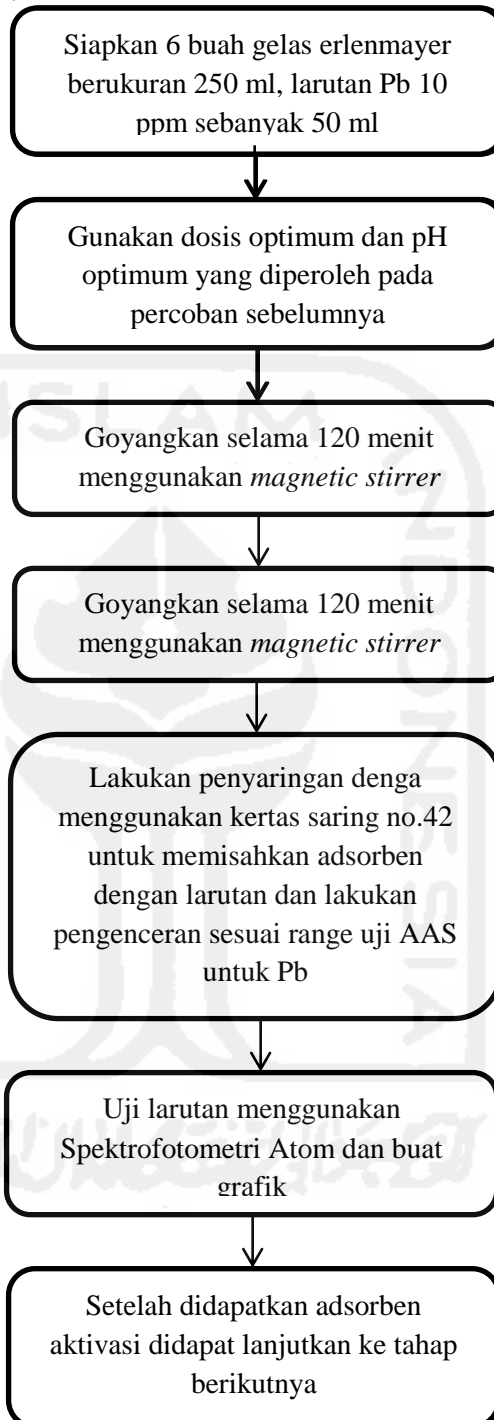 Siapkan 6 buah gelas erlenmayer
berukuran 250 ml, larutan Pb 10
ppm sebanyak 50 ml
Gunakan dosis optimum dan pH
optimum yang diperoleh pada
percoban sebelumnya
Goyangkan selama 120 menit
menggunakan magnetic stirrer
Goyangkan selama 120 menit
menggunakan magnetic stirrer
Lakukan penyaringan denga
menggunakan kertas saring no.42
untuk memisahkan adsorben
dengan larutan dan lakukan
pengenceran sesuai range uji AAS
untuk Pb
Uji larutan menggunakan
Spektrofotometri Atom dan buat
grafik
Setelah didapatkan adsorben
aktivasi didapat lanjutkan ke tahap
berikutnya
ISLAM
INDONESIA